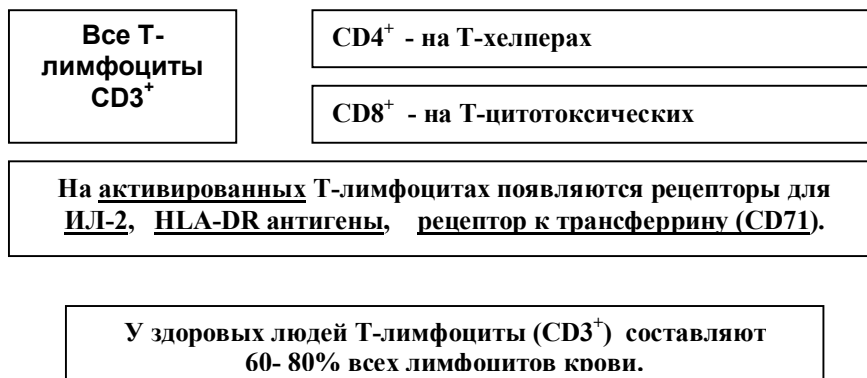 Все Т-
лимфоциты
CD3⁺
CD4⁺ - на Т-хелперах
CD8⁺ - на Т-цитотоксических
На активированных Т-лимфоцитах появляются рецепторы для
ИЛ-2, HLA-DR антигены, рецептор к трансферрину (CD71).
У здоровых людей Т-лимфоциты (CD3⁺) составляют
60- 80% всех лимфоцитов крови.